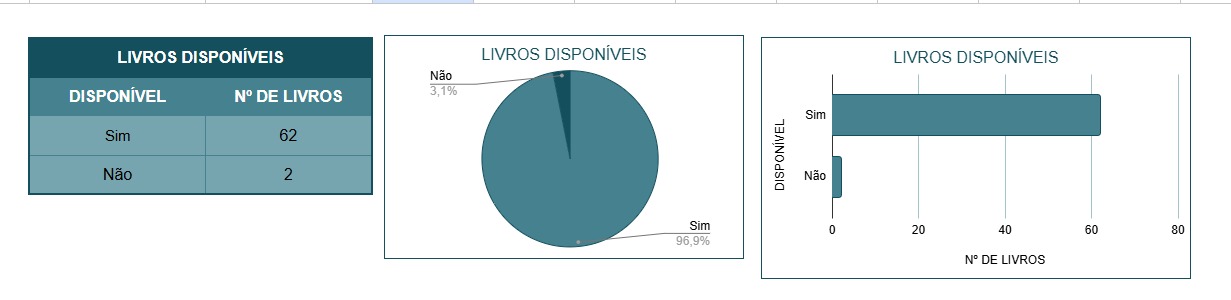 LIVROS DISPONÍVEIS
DISPONÍVEL Nº DE LIVROS
Sim 62
Não 2
LIVROS DISPONÍVEIS
Não
3,1%
Sim
96,9%
LIVROS DISPONÍVEIS
DISPONÍVEL
Sim
Não
0 20 40 60 80
Nº DE LIVROS